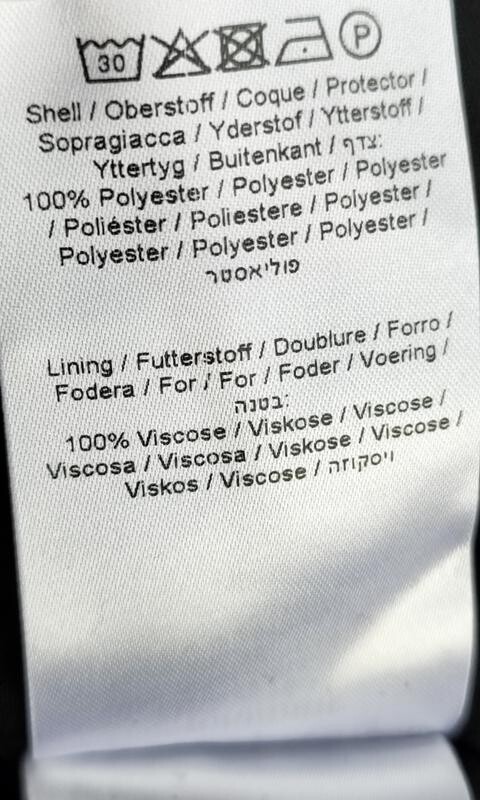 30 P
Shell / Oberstoff / Coque / Protector /
Sopragiacca / Yderstof / Ytterstoff /
Yttertyg / Buitenkant / צדף:
100% Polyester / Polyester / Polyester
/ Poliéster / Poliestere / Polyester /
Polyester / Polyester / Polyester /
פוליאסטר
Lining / Futterstoff / Doublure / Forro /
Fodera / For / For / Foder / Voering /
בטנה:
100% Viscose / Viskose / Viscose /
Viscosa / Viscosa / Viskose / Viscose /
Viskos / Viscose / ויסקוזה